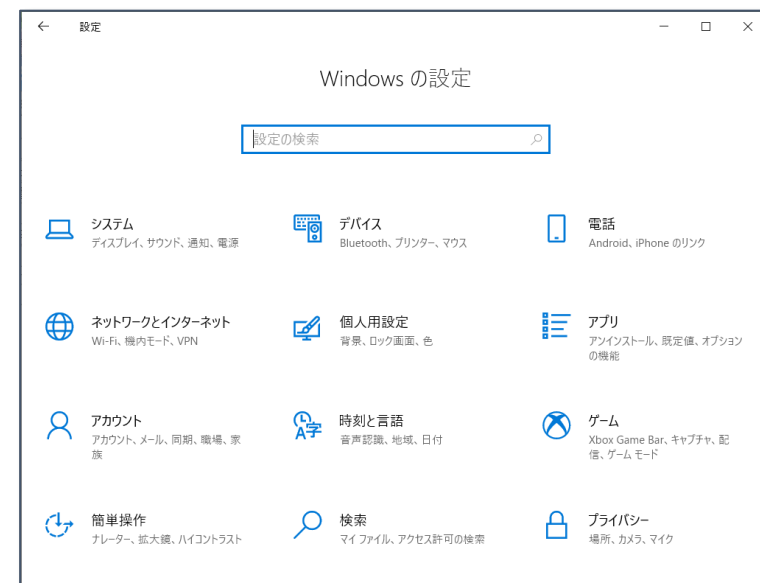 設定
Windows の設定
設定の検索
システム
ディスプレイ、サウンド、通知、電源
デバイス
Bluetooth、プリンター、マウス
電話
Android、iPhone のリンク
ネットワークとインターネット
Wi-Fi、機内モード、VPN
個人用設定
背景、ロック画面、色
アプリ
アンインストール、既定値、オプション
の機能
アカウント
アカウント、メール、同期、職場、家
族
時刻と言語
音声認識、地域、日付
ゲーム
Xbox Game Bar、キャプチャ、配
信、ゲーム モード
簡単操作
ナレーター、拡大鏡、ハイコントラスト
検索
マイ ファイル、アクセス許可の検索
プライバシー
場所、カメラ、マイク